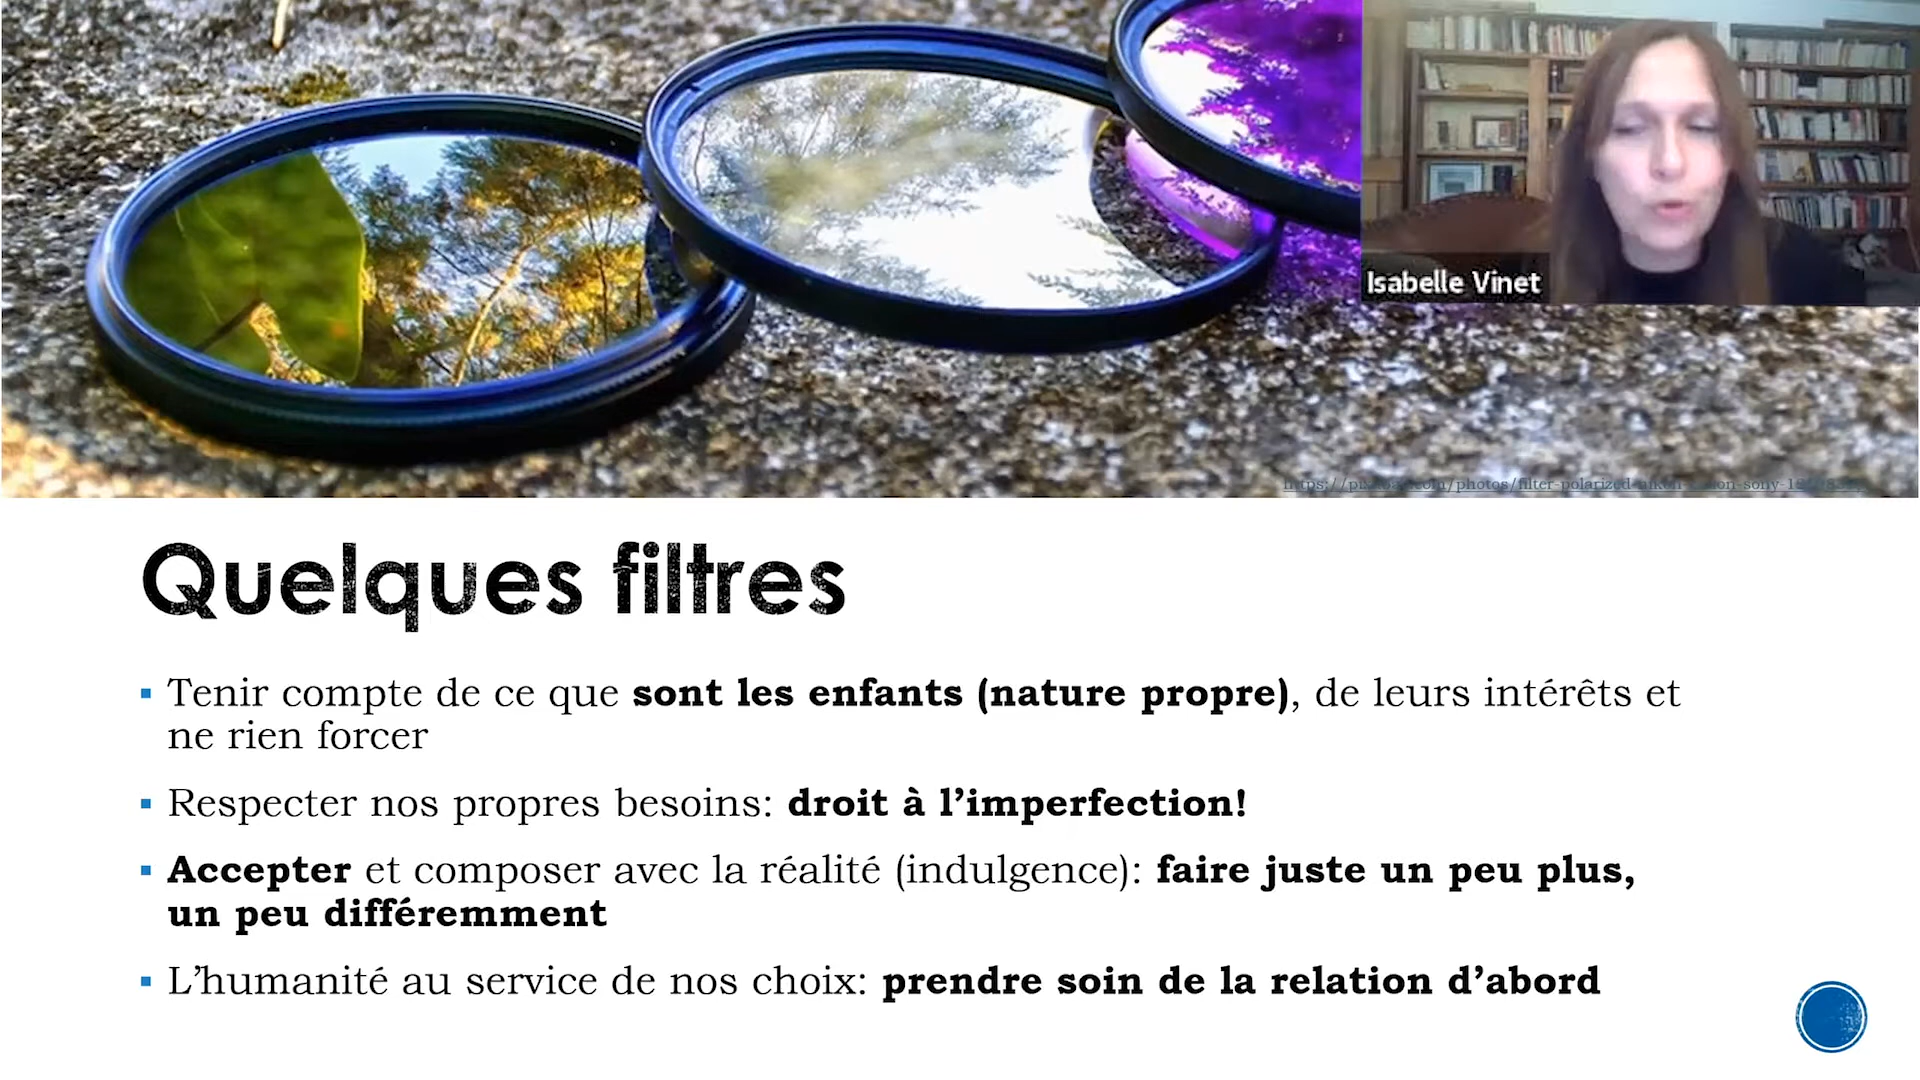 Isabelle Vinet
Quelques filtres
▪ Tenir compte de ce que sont les enfants (nature propre), de leurs intérêts et
ne rien forcer
▪ Respecter nos propres besoins: droit à l’imperfection!
▪ Accepter et composer avec la réalité (indulgence): faire juste un peu plus,
un peu différemment
▪ L’humanité au service de nos choix: prendre soin de la relation d’abord